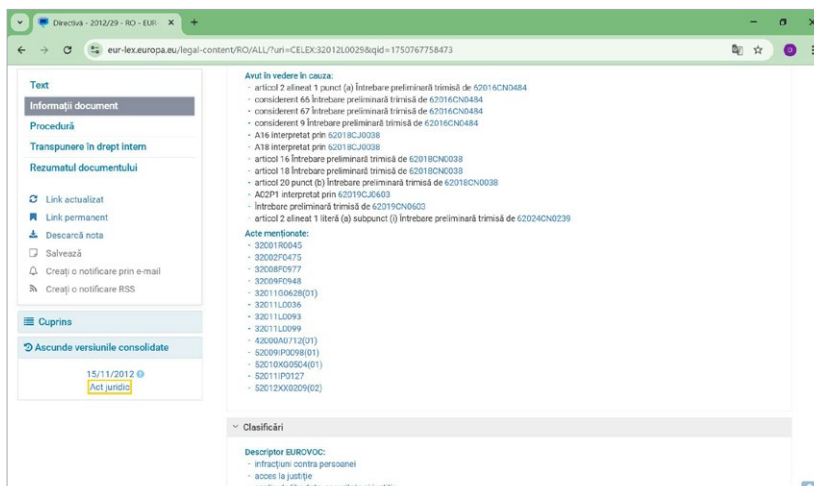 Directiva - 2012/29 - RO - EUR-
eur-lex.europa.eu/legal-content/RO/ALL/?uri=CELEX:32012L0029&qid=1750767758473
Text
Informații document
Procedură
Transpunere în drept intern
Rezumatul documentului
Link actualizat
Link permanent
Descarcă nota
Salvează
Creați o notificare prin e-mail
Creați o notificare RSS
Cuprins
Ascunde versiunile consolidate
15/11/2012
Act juridic
Avut în vedere în cauza:
- articol 2 alineat 1 punct (a) Întrebare preliminară trimisă de 62016CN0484
- considerent 66 Întrebare preliminară trimisă de 62016CN0484
- considerent 67 Întrebare preliminară trimisă de 62016CN0484
- considerent 9 Întrebare preliminară trimisă de 62016CN0484
- A16 interpretat prin 62018CJ0038
- A18 interpretat prin 62018CJ0038
- articol 16 Întrebare preliminară trimisă de 62018CN0038
- articol 18 Întrebare preliminară trimisă de 62018CN0038
- articol 20 punct (b) Întrebare preliminară trimisă de 62018CN0038
- A02P1 interpretat prin 62019CJ0603
- Întrebare preliminară trimisă de 62019CN0603
- articol 2 alineat 1 literă (a) subpunct (i) Întrebare preliminară trimisă de 62024CN0239
Acte menționate:
- 32001R0045
- 32002F0475
- 32008F0977
- 32009F0948
- 32011G0628(01)
- 32011L0036
- 32011L0093
- 32011L0099
- 42000A0712(01)
- 52009IP0098(01)
- 52010XG0504(01)
- 52011IP0127
- 52012XX0209(02)
Clasificări
Descriptor EUROVOC:
- infracțiuni contra persoanei
- acces la justiție